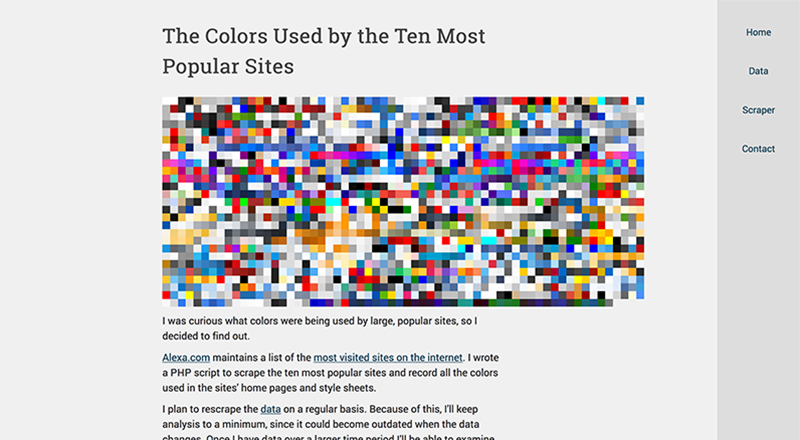 The Colors Used by the Ten Most
Popular Sites
Home
Data
Scraper
Contact
I was curious what colors were being used by large, popular sites, so I
decided to find out.
Alexa.com maintains a list of the most visited sites on the internet. I wrote
a PHP script to scrape the ten most popular sites and record all the colors
used in the sites' home pages and style sheets.
I plan to rescrape the data on a regular basis. Because of this, I'll keep
analysis to a minimum, since it could become outdated when the data
changes. Once I have data over a larger time period I'll be able to examine